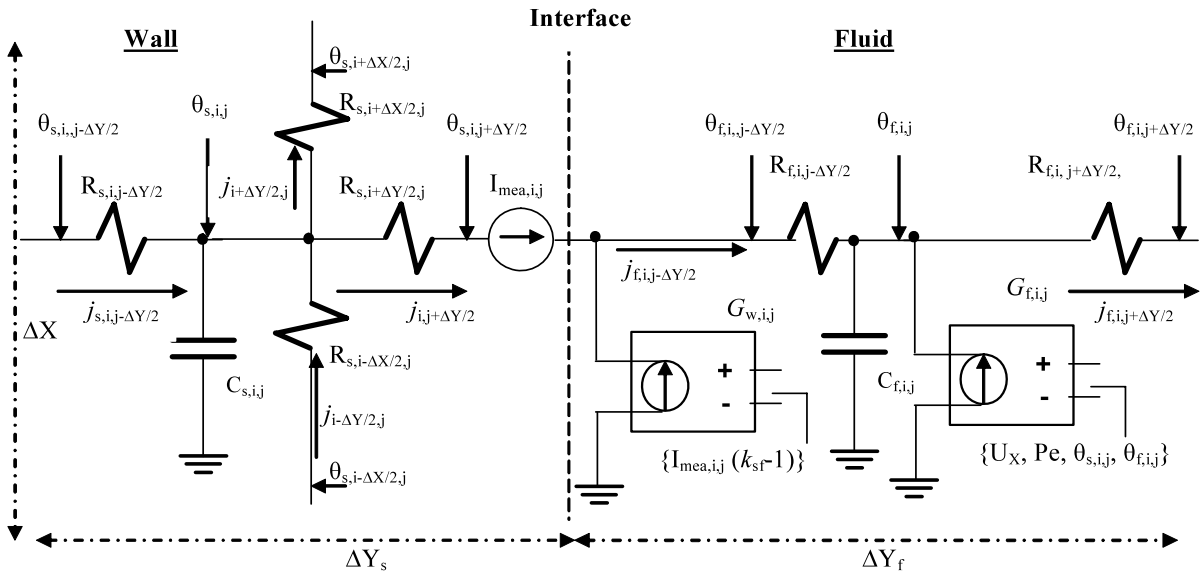 Interface
Wall
Fluid
θs,i+ΔX/2,j
θs,i,j
Rs,i+ΔX/2,j
θs,i,,j-ΔY/2
θs,i,j+ΔY/2
θf,i,,j-ΔY/2
θf,i,j
θf,i,j+ΔY/2
Rs,i,j-ΔY/2
ji+ΔY/2,j
Rs,i+ΔY/2,j
Imea,i,j
Rf,i,j-ΔY/2
Rf,i, j+ΔY/2,
js,i,j-ΔY/2
ji,j+ΔY/2
jf,i,j-ΔY/2
Gw,i,j
Gf,i,j
jf,i,j+ΔY/2
ΔX
Cs,i,j
Rs,i-ΔX/2,j
+
-
Cf,i,j
+
-
ji-ΔY/2,j
{Imea,i,j (ksf-1)}
{UX, Pe, θs,i,j, θf,i,j}
θs,i-ΔX/2,j
ΔYs
ΔYf